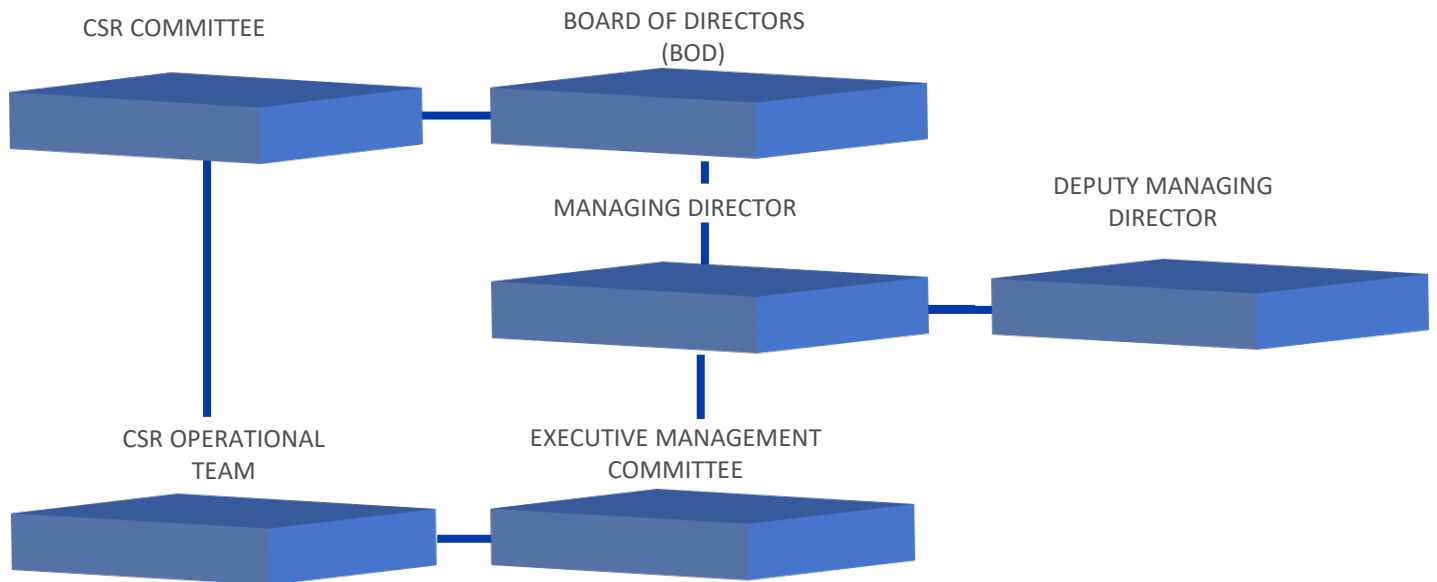 CSR COMMITTEE
BOARD OF DIRECTORS
(BOD)
MANAGING DIRECTOR
DEPUTY MANAGING
DIRECTOR
CSR OPERATIONAL
TEAM
EXECUTIVE MANAGEMENT
COMMITTEE